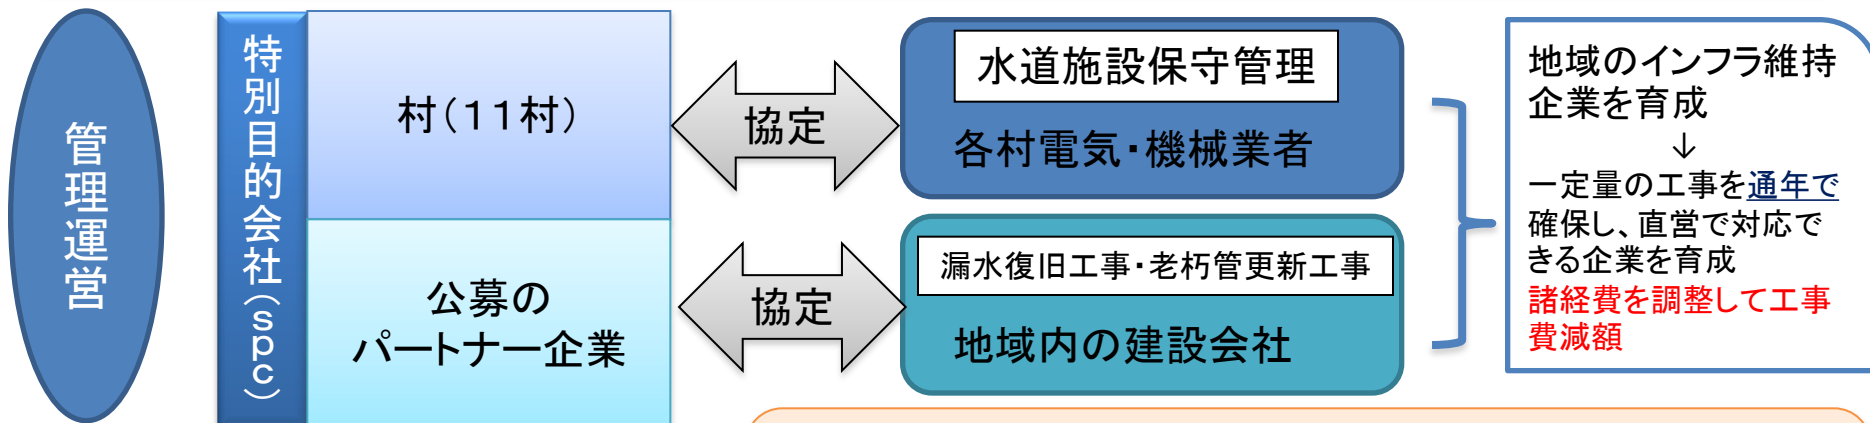 管理運営
特別目的会社(spc)
村(11村)
公募の
パートナー企業
協定
協定
水道施設保守管理
各村電気・機械業者
漏水復旧工事・老朽管更新工事
地域内の建設会社
地域のインフラ維持
企業を育成
↓
一定量の工事を通年で
確保し、直営で対応で
きる企業を育成
諸経費を調整して工事
費減額